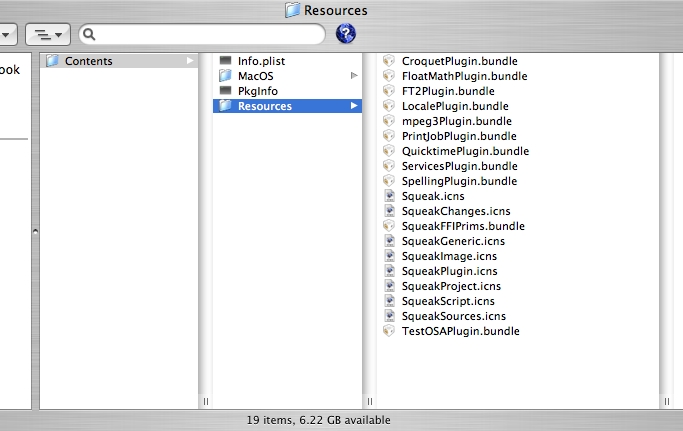 Resources
ook
Contents
Info.plist
MacOS
PkgInfo
Resources
CroquetPlugin.bundle
FloatMathPlugin.bundle
FT2Plugin.bundle
LocalePlugin.bundle
mpeg3Plugin.bundle
PrintJobPlugin.bundle
QuicktimePlugin.bundle
ServicesPlugin.bundle
SpellingPlugin.bundle
Squeak.icns
SqueakChanges.icns
SqueakFFIPrims.bundle
SqueakGeneric.icns
SqueakImage.icns
SqueakPlugin.icns
SqueakProject.icns
SqueakScript.icns
SqueakSources.icns
TestOSAPlugin.bundle
19 items, 6.22 GB available